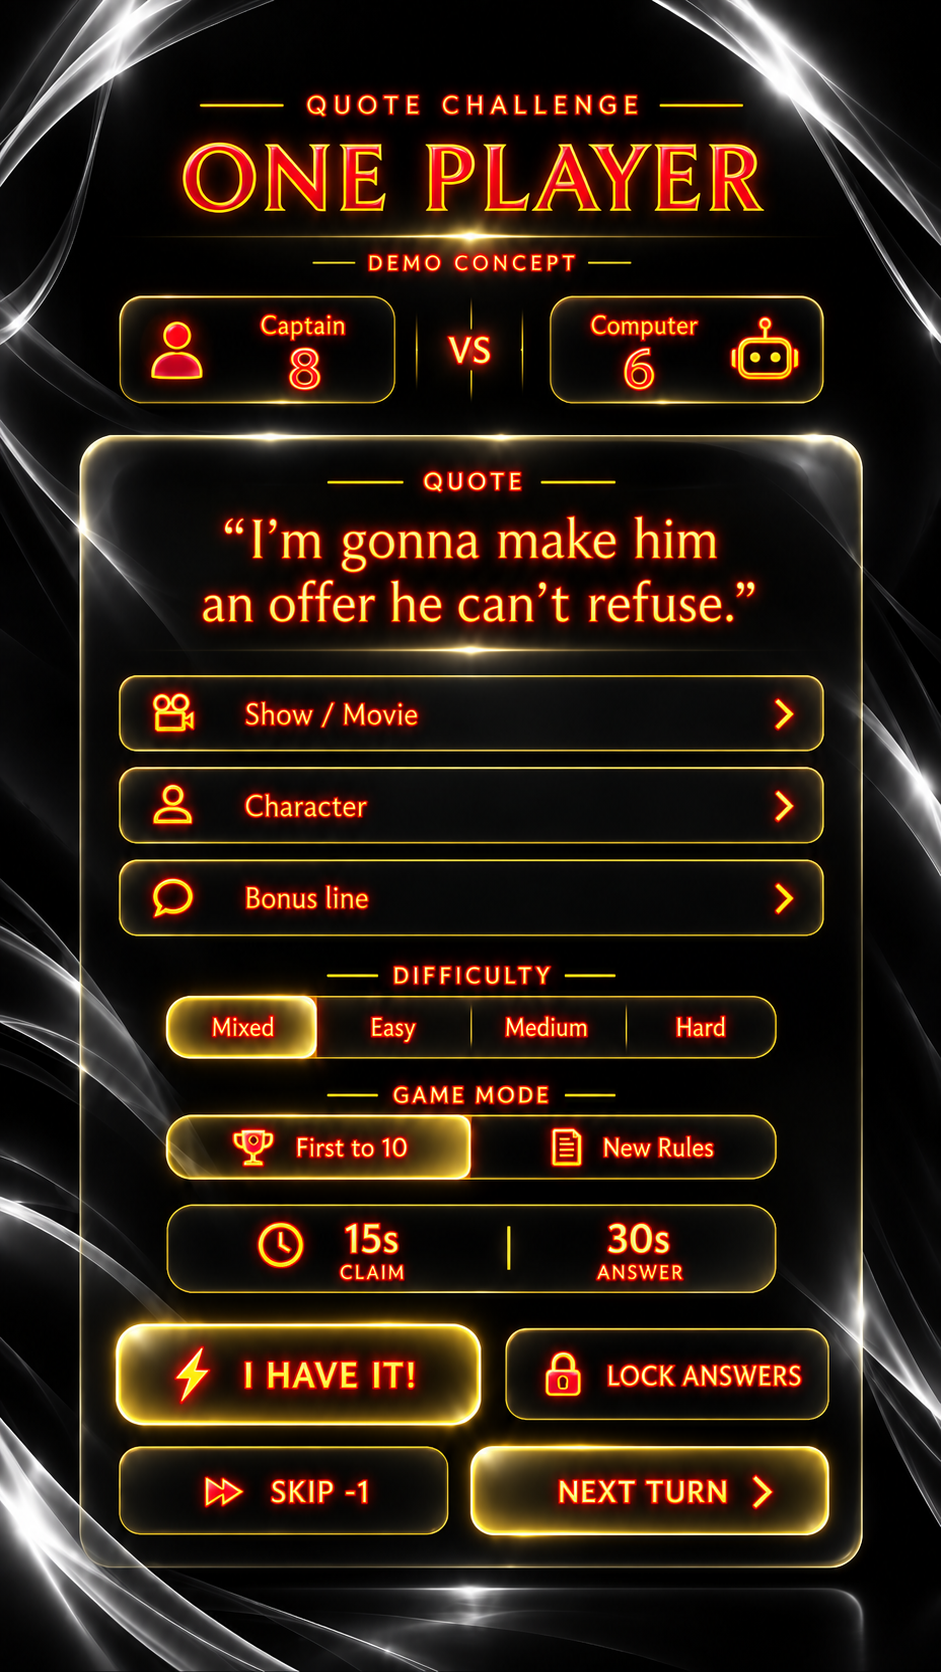 QUOTE CHALLENGE
ONE PLAYER
DEMO CONCEPT
Captain
8
VS
Computer
6
QUOTE
“I’m gonna make him
an offer he can’t refuse.”
Show / Movie
Character
Bonus line
DIFFICULTY
Mixed Easy Medium Hard
GAME MODE
First to 10 New Rules
15s 30s
CLAIM ANSWER
I HAVE IT! LOCK ANSWERS
SKIP -1 NEXT TURN